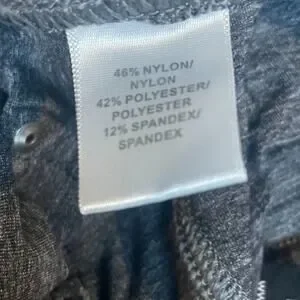 46% NYLON/
NYLON
42% POLYESTER/
POLYESTER
12% SPANDEX/
SPANDEX